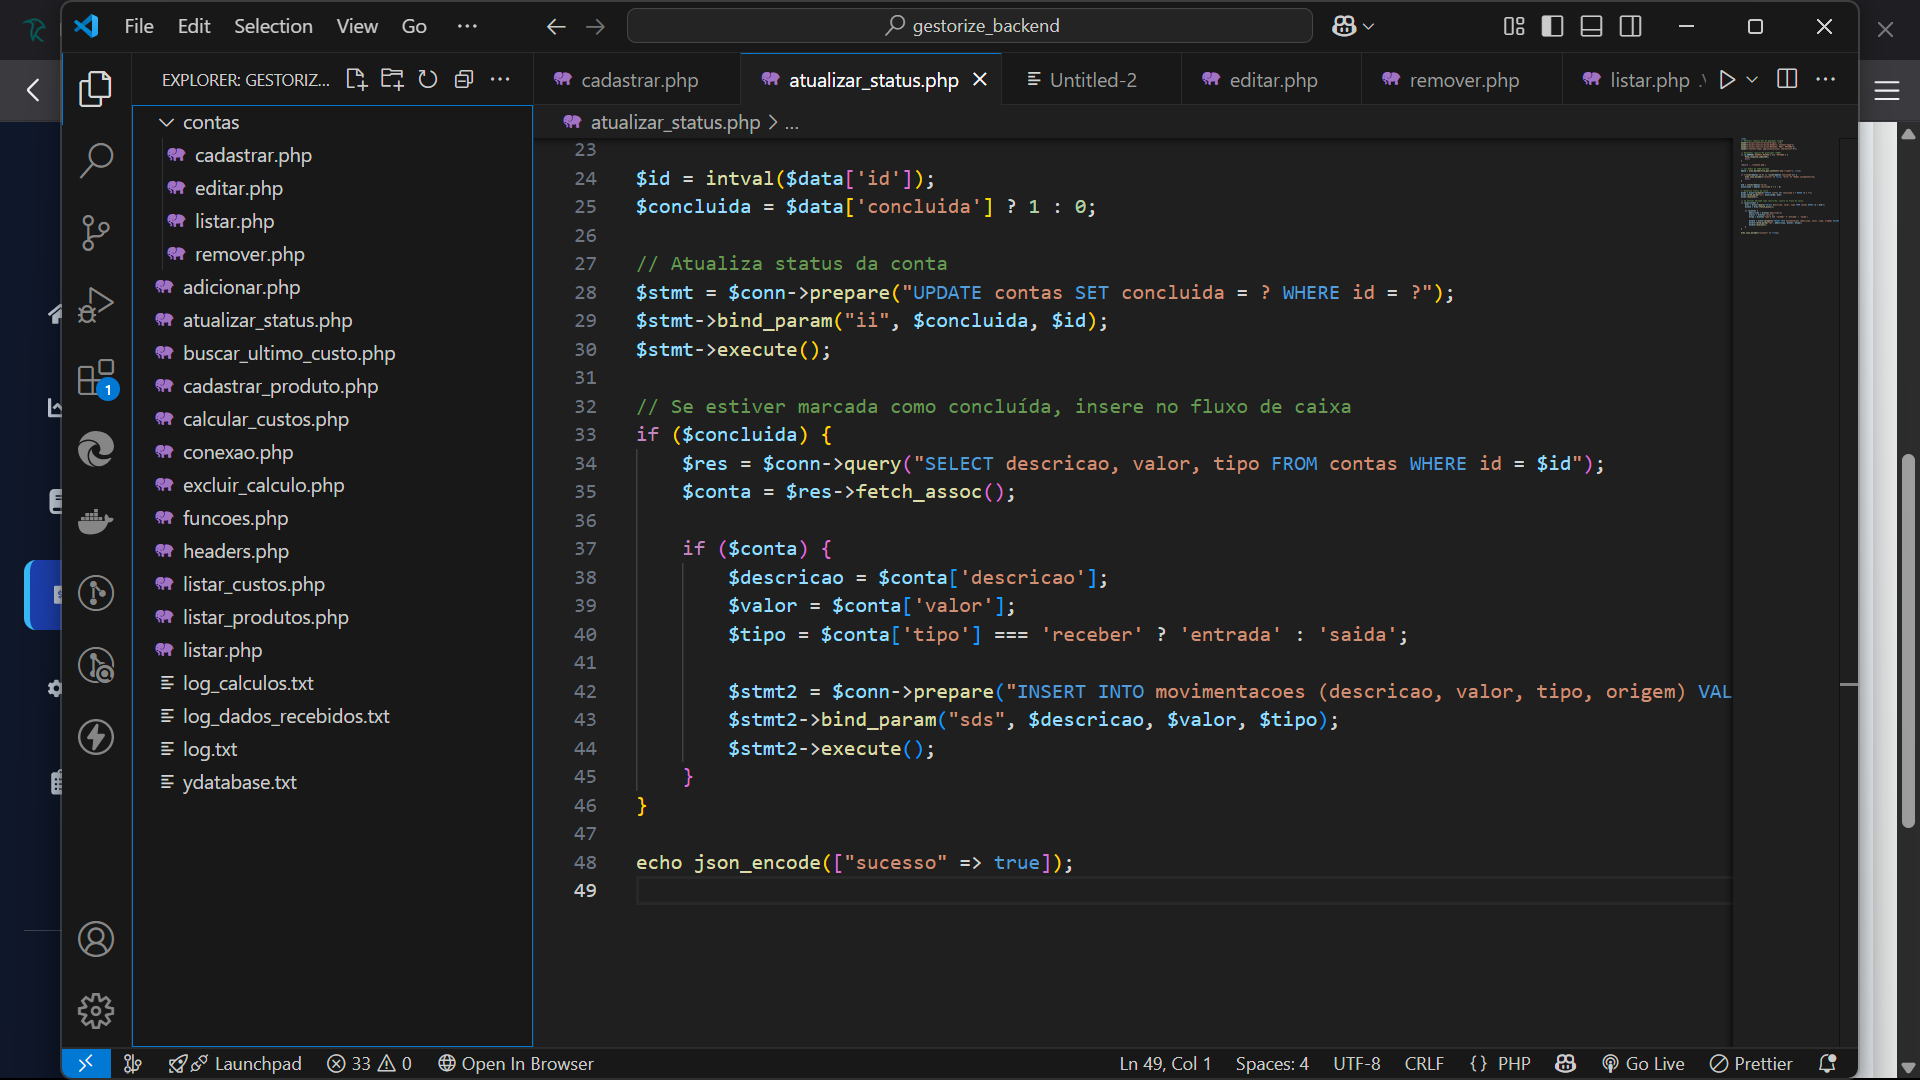 File Edit Selection View Go ...
gestorize_backend
EXPLORER: GESTORIZ...
cadastrar.php
atualizar_status.php
Untitled-2
editar.php
remover.php
listar.php
atualizar_status.php > ...
contas
cadastrar.php
editar.php
listar.php
remover.php
adicionar.php
atualizar_status.php
buscar_ultimo_custo.php
cadastrar_produto.php
calcular_custos.php
conexao.php
excluir_calculo.php
funcoes.php
headers.php
listar_custos.php
listar_produtos.php
listar.php
log_calculos.txt
log_dados_recebidos.txt
log.txt
ydatabase.txt
1
23
24 $id = intval($data['id']);
25 $concluida = $data['concluida'] ? 1 : 0;
26
27 // Atualiza status da conta
28 $stmt = $conn->prepare("UPDATE contas SET concluida = ? WHERE id = ?");
29 $stmt->bind_param("ii", $concluida, $id);
30 $stmt->execute();
31
32 // Se estiver marcada como concluída, insere no fluxo de caixa
33 if ($concluida) {
34 $res = $conn->query("SELECT descricao, valor, tipo FROM contas WHERE id = $id");
35 $conta = $res->fetch_assoc();
36
37 if ($conta) {
38 $descricao = $conta['descricao'];
39 $valor = $conta['valor'];
40 $tipo = $conta['tipo'] === 'receber' ? 'entrada' : 'saida';
41
42 $stmt2 = $conn->prepare("INSERT INTO movimentacoes (descricao, valor, tipo, origem) VAL
43 $stmt2->bind_param("sds", $descricao, $valor, $tipo);
44 $stmt2->execute();
45 }
46 }
47
48 echo json_encode(["sucesso" => true]);
49
Launchpad 33 0 Open In Browser Ln 49, Col 1 Spaces: 4 UTF-8 CRLF {} PHP Go Live Prettier